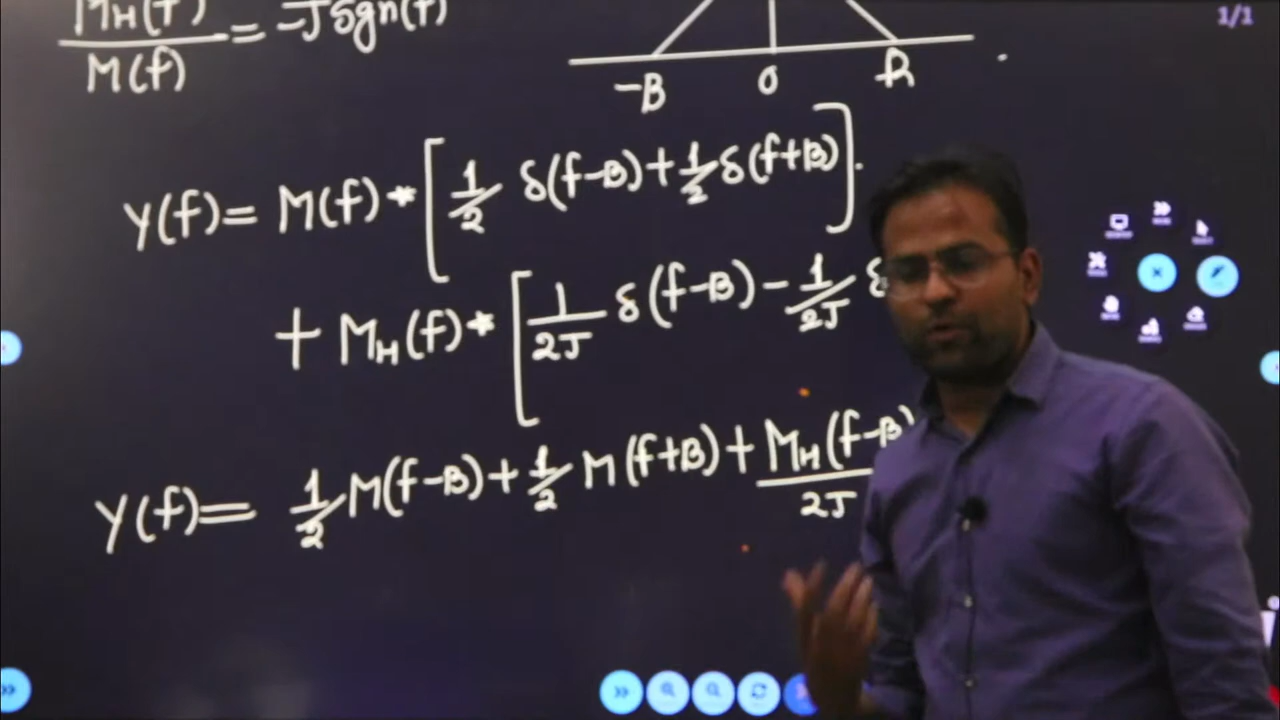 1/1
M_H(f)/M(f) = -J Sgn(f)
-B 0 B
Y(f)= M(f) * [1/2 δ(f-B)+1/2 δ(f+B)].
+ M_H(f) * [1/2J δ(f-B) - 1/2J δ
Y(f)= 1/2 M(f-B)+1/2 M(f+B)+ M_H(f-B)/2J